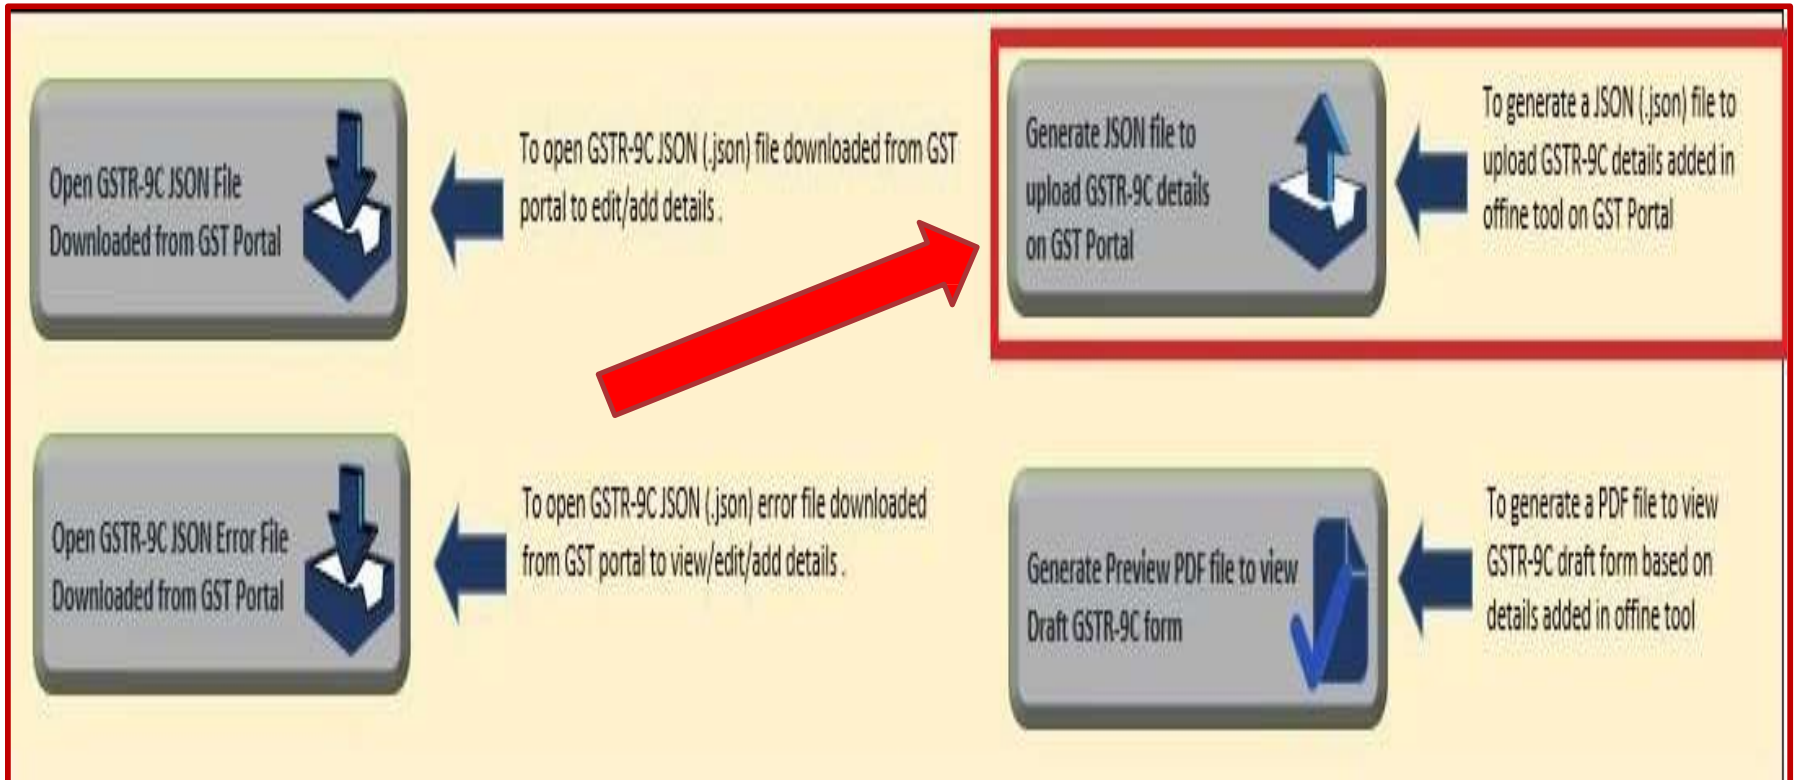 Open GSTR-9C JSON File
Downloaded from GST Portal
To open GSTR-9C JSON (.json) file downloaded from GST
portal to edit/add details .
Generate JSON file to
upload GSTR-9C details
on GST Portal
To generate a JSON (.json) file to
upload GSTR-9C details added in
offine tool on GST Portal
Open GSTR-9C JSON Error File
Downloaded from GST Portal
To open GSTR-9C JSON (.json) error file downloaded
from GST portal to view/edit/add details .
Generate Preview PDF file to view
Draft GSTR-9C form
To generate a PDF file to view
GSTR-9C draft form based on
details added in offine tool